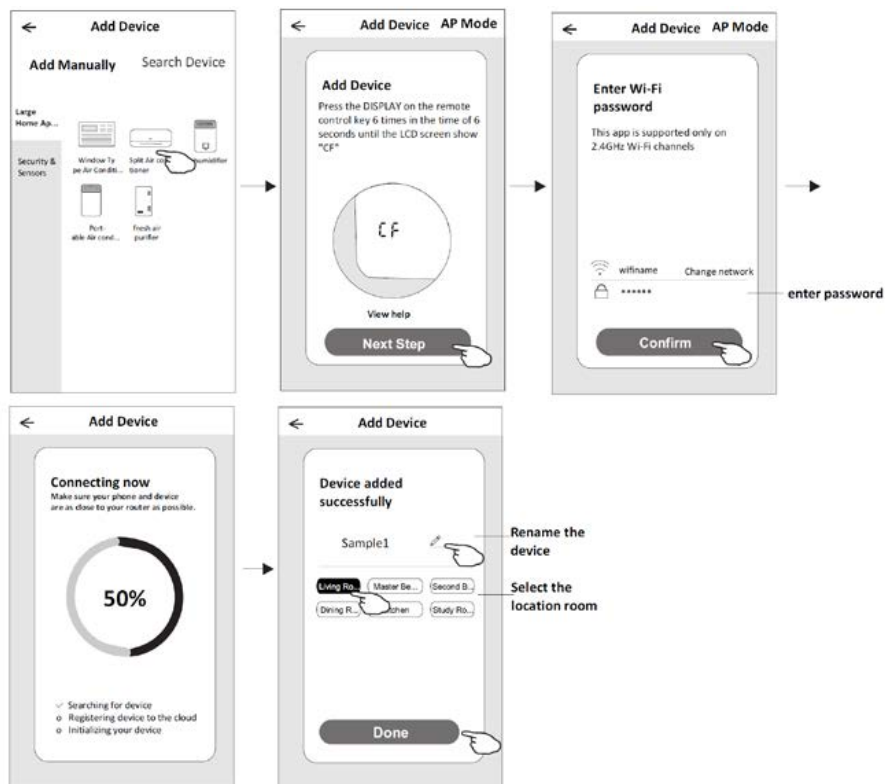 Add Device
Add Manually
Search Device
Large
Home Ap...
Security &
Sensors
Window Ty
pe Air Conditi...
Split Air con
tioner
humidifier
Port-
able Air cond...
Fresh air
purifier
Add Device AP Mode
Add Device
Press the DISPLAY on the remote
control key 6 times in the time of 6
seconds until the LCD screen show
"CF"
CF
View help
Next Step
Add Device AP Mode
Enter Wi-Fi
password
This app is supported only on
2.4GHz Wi-Fi channels
wifiname
Change network
******
enter password
Confirm
Add Device
Connecting now
Make sure your phone and device
are as close to your router as possible.
50%
Searching for device
Registering device to the cloud
Initializing your device
Add Device
Device added
successfully
Sample1
Rename the
device
Living Ro...
Master Be...
Second B...
Select the
location room
Dining R...
tchen
Study Ro...
Done